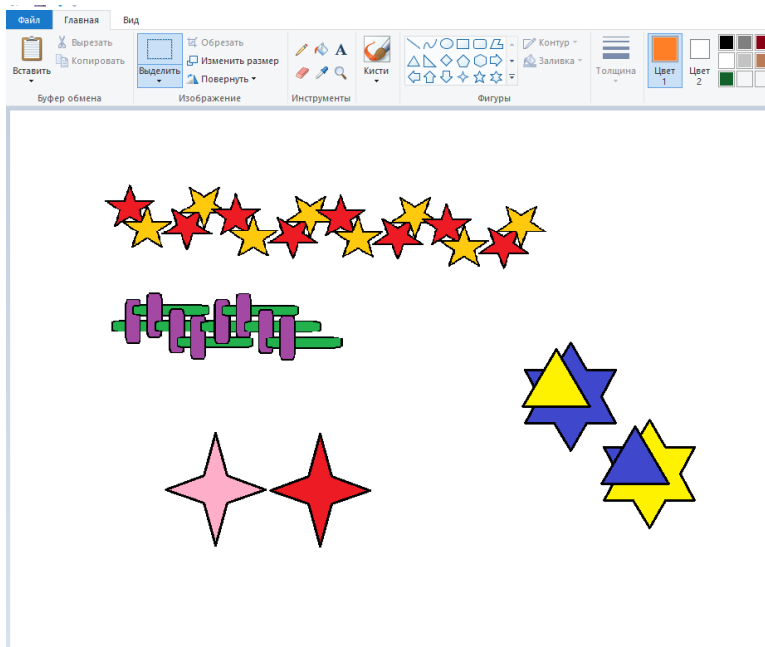 Файл Главная Вид
Вырезать
Копировать
Вставить
Буфер обмена
Выделить
Обрезать
Изменить размер
Повернуть
Изображение
A
Инструменты
Кисти
Фигуры
Контур
Заливка
Толщина
Цвет
1
Цвет
2